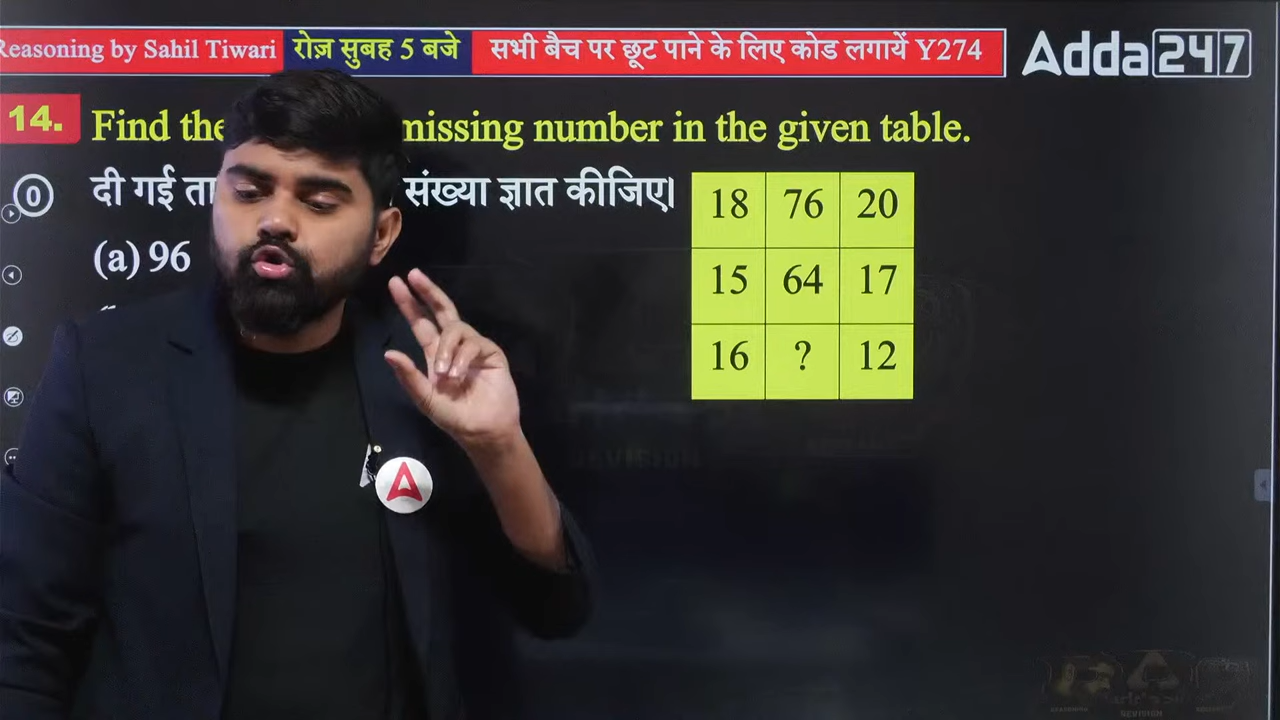 Reasoning by Sahil Tiwari रोज़ सुबह 5 बजे सभी बैच पर छूट पाने के लिए कोड लगायें Y274 Adda247
14. Find the missing number in the given table.
दी गई संख्या ज्ञात कीजिए।
(a) 96
18 76 20
15 64 17
16 ? 12